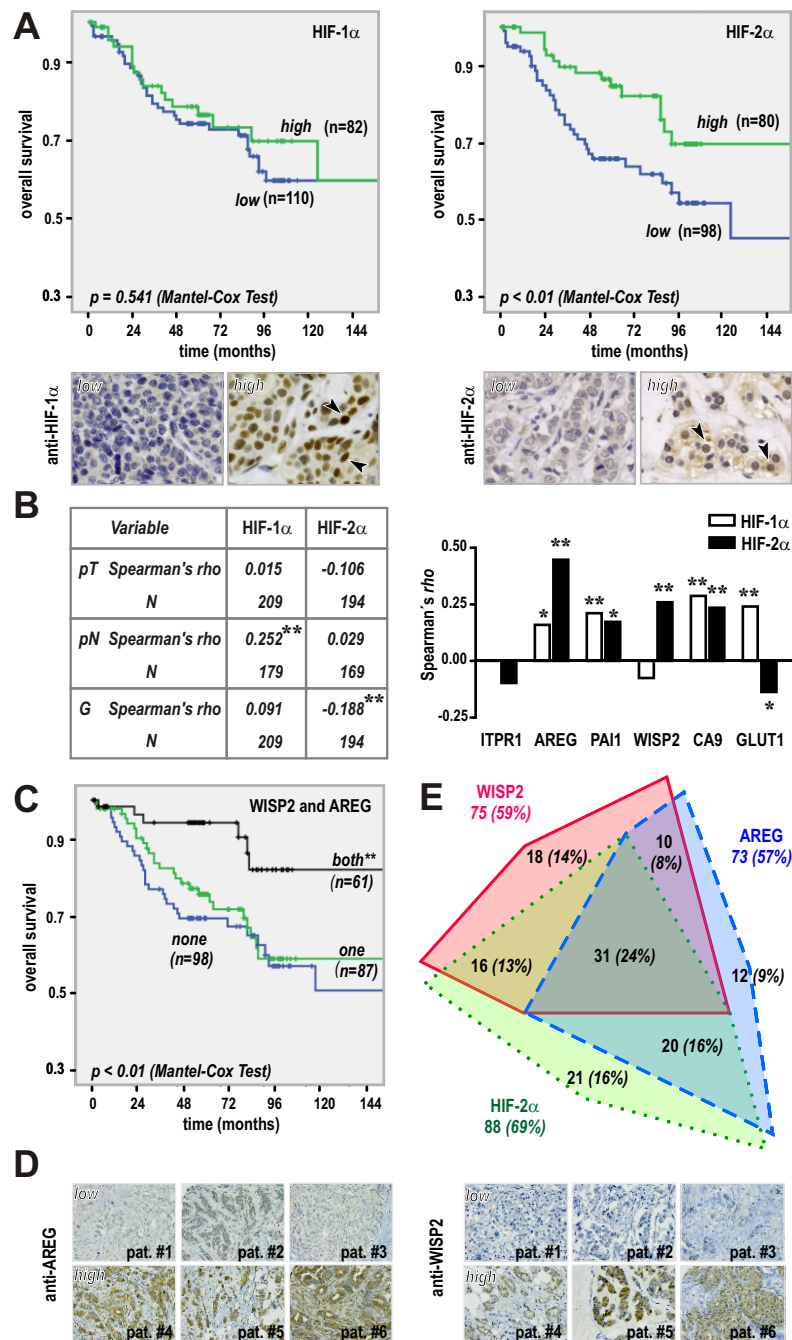 A
HIF-1α
overall survival
0.9
0.7
0.5
0.3
high (n=82)
low (n=110)
p = 0.541 (Mantel-Cox Test)
0 24 48 72 96 120 144
time (months)
HIF-2α
overall survival
0.9
0.7
0.5
0.3
high (n=80)
low (n=98)
p < 0.01 (Mantel-Cox Test)
0 24 48 72 96 120 144
time (months)
anti-HIF-1α
low
high
anti-HIF-2α
low
high
B
Variable HIF-1α HIF-2α
pT Spearman's rho 0.015 -0.106
N 209 194
pN Spearman's rho 0.252** 0.029
N 179 169
G Spearman's rho 0.091 -0.188**
N 209 194
HIF-1α
HIF-2α
Spearman´s rho
0.50
0.25
0.00
-0.25
* ** ** * ** ** ** ** *
ITPR1 AREG PAI1 WISP2 CA9 GLUT1
C
WISP2 and AREG
overall survival
0.9
0.7
0.5
0.3
both**
(n=61)
none
(n=98)
one
(n=87)
p < 0.01 (Mantel-Cox Test)
0 24 48 72 96 120 144
time (months)
E
WISP2
75 (59%)
AREG
73 (57%)
18 (14%)
10
(8%)
16 (13%)
31 (24%)
12 (9%)
20 (16%)
21 (16%)
HIF-2α
88 (69%)
D
anti-AREG
low
pat. #1
pat. #2
pat. #3
high
pat. #4
pat. #5
pat. #6
anti-WISP2
low
pat. #1
pat. #2
pat. #3
high
pat. #4
pat. #5
pat. #6